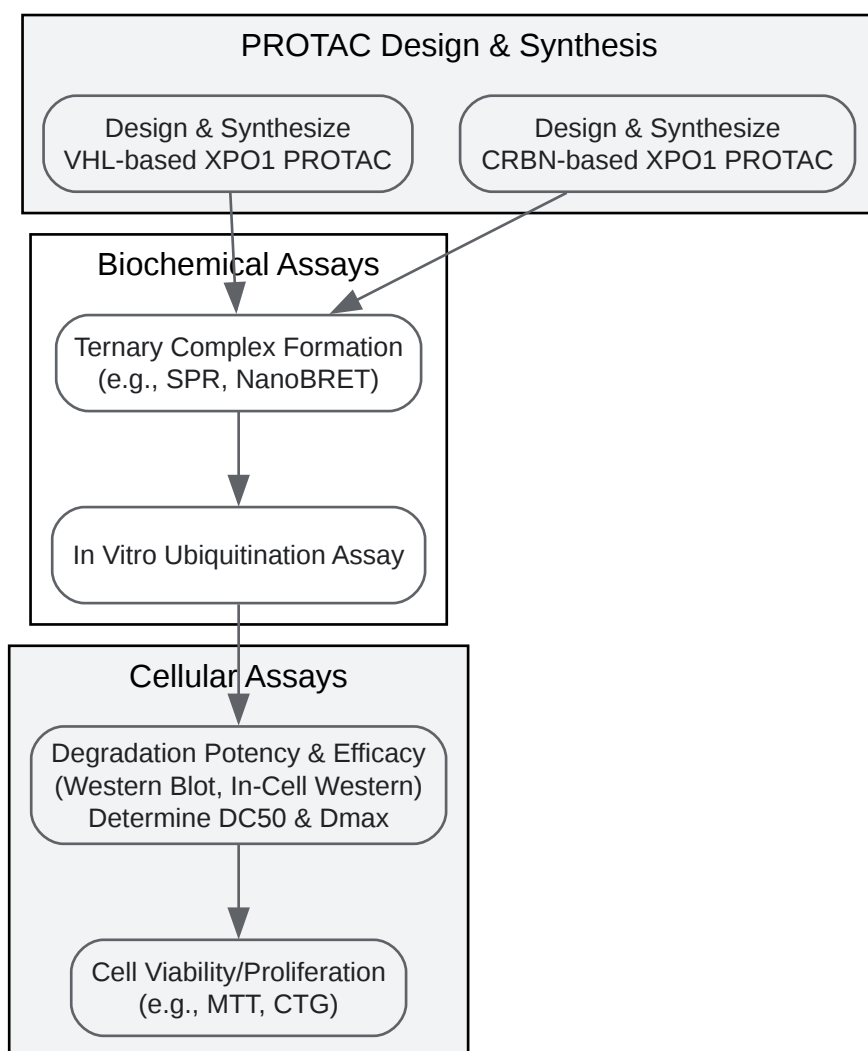 PROTAC Design & Synthesis
Design & Synthesize
VHL-based XPO1 PROTAC
Design & Synthesize
CRBN-based XPO1 PROTAC
Biochemical Assays
Ternary Complex Formation
(e.g., SPR, NanoBRET)
In Vitro Ubiquitination Assay
Cellular Assays
Degradation Potency & Efficacy
(Western Blot, In-Cell Western)
Determine DC50 & Dmax
Cell Viability/Proliferation
(e.g., MTT, CTG)